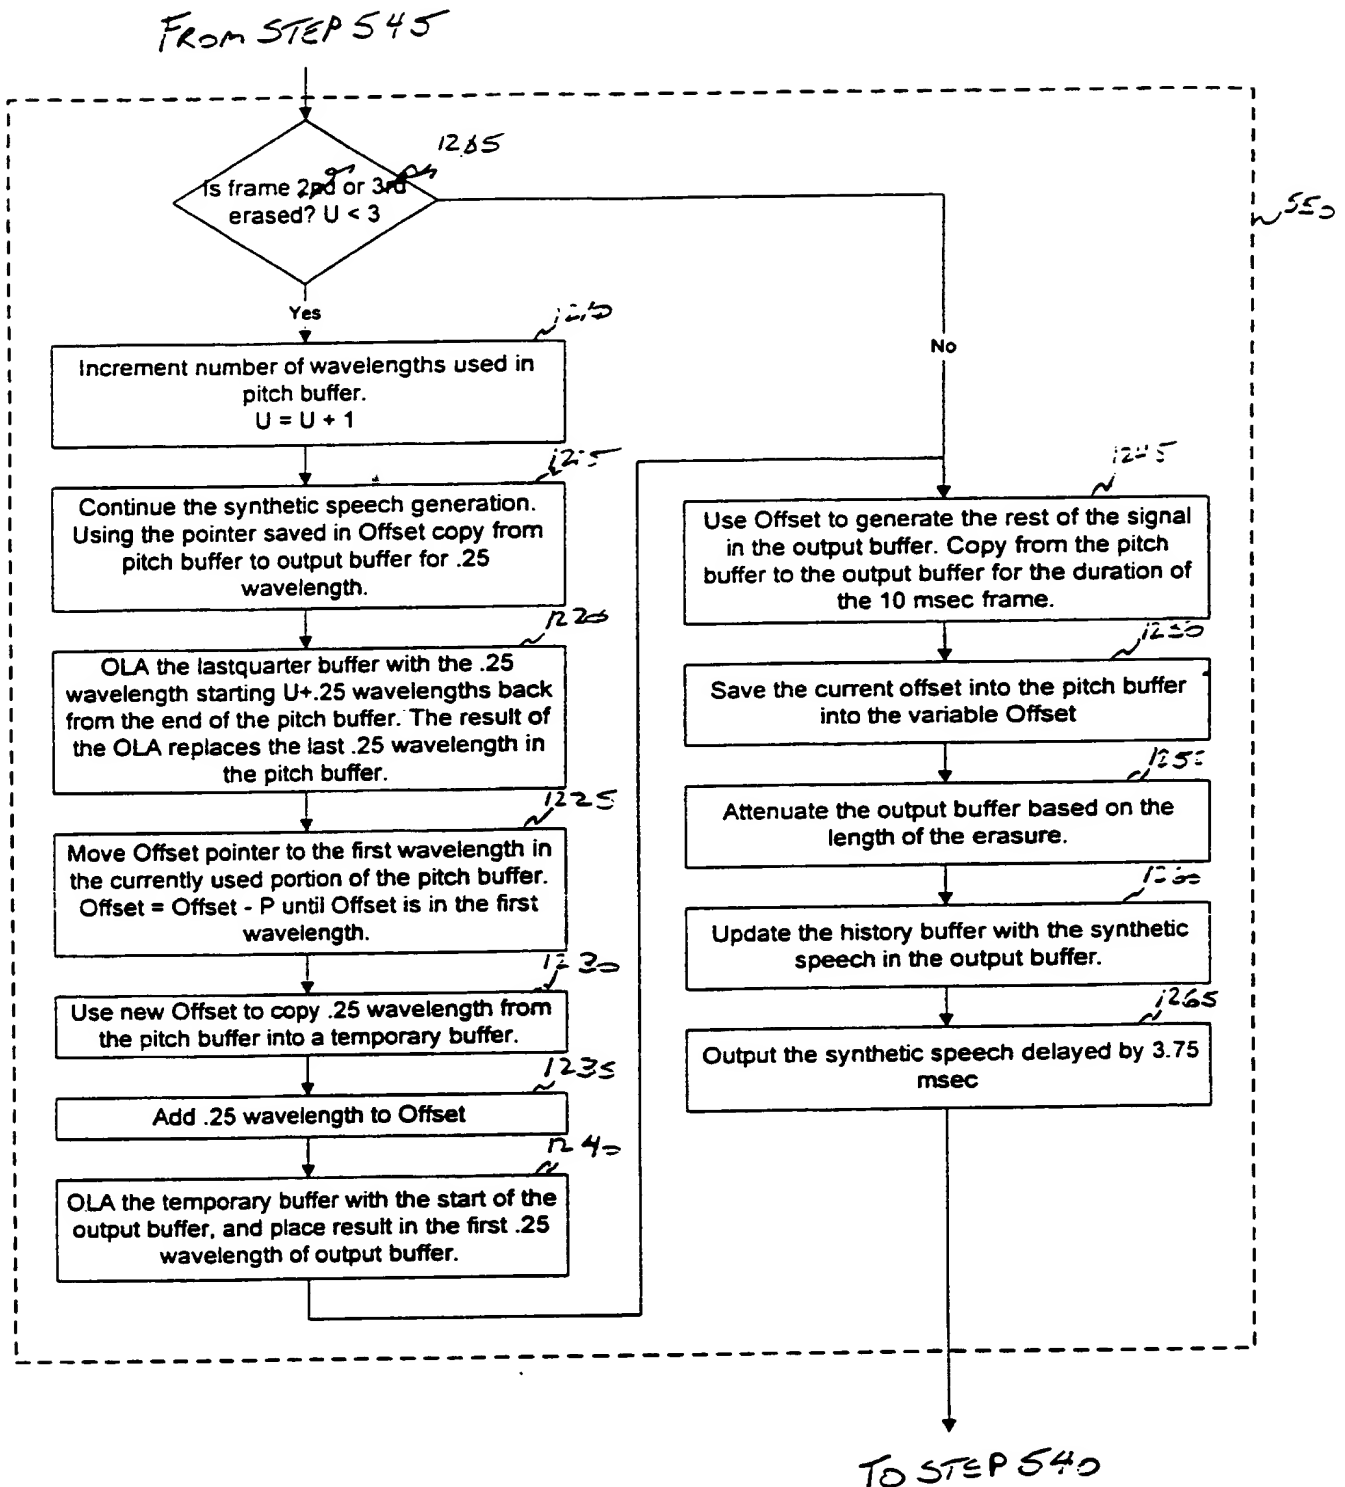 FROM STEP 545
Is frame 2nd or 3rd
erased? U < 3
550
Yes
Increment number of wavelengths used in
pitch buffer.
U = U + 1
Continue the synthetic speech generation.
Using the pointer saved in Offset copy from
pitch buffer to output buffer for .25
wavelength.
1220
OLA the lastquarter buffer with the .25
wavelength starting U+.25 wavelengths back
from the end of the pitch buffer. The result of
the OLA replaces the last .25 wavelength in
the pitch buffer.
1225
Move Offset pointer to the first wavelength in
the currently used portion of the pitch buffer.
Offset = Offset - P until Offset is in the first
wavelength.
1230
Use new Offset to copy .25 wavelength from
the pitch buffer into a temporary buffer.
1235
Add .25 wavelength to Offset
1240
OLA the temporary buffer with the start of the
output buffer, and place result in the first .25
wavelength of output buffer.
No
1245
Use Offset to generate the rest of the signal
in the output buffer. Copy from the pitch
buffer to the output buffer for the duration of
the 10 msec frame.
1250
Save the current offset into the pitch buffer
into the variable Offset
Attenuate the output buffer based on the
length of the erasure.
Update the history buffer with the synthetic
speech in the output buffer.
1265
Output the synthetic speech delayed by 3.75
msec
TO STEP 540